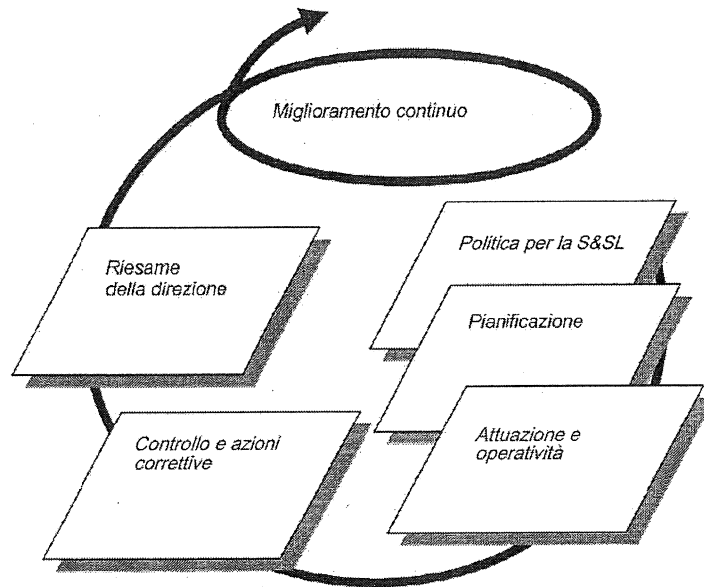 Miglioramento continuo
Politica per la S&SL
Pianificazione
Attuazione e
operatività
Controllo e azioni
correttive
Riesame
della direzione